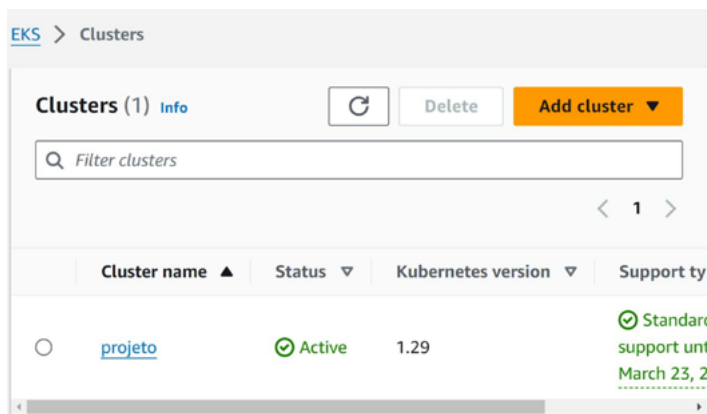 EKS > Clusters
Clusters (1) Info
Delete
Add cluster ▼
Filter clusters
< 1 >
Cluster name ▲ Status ▽ Kubernetes version ▽ Support ty
projeto Active 1.29 Standard
support unt
March 23, 2